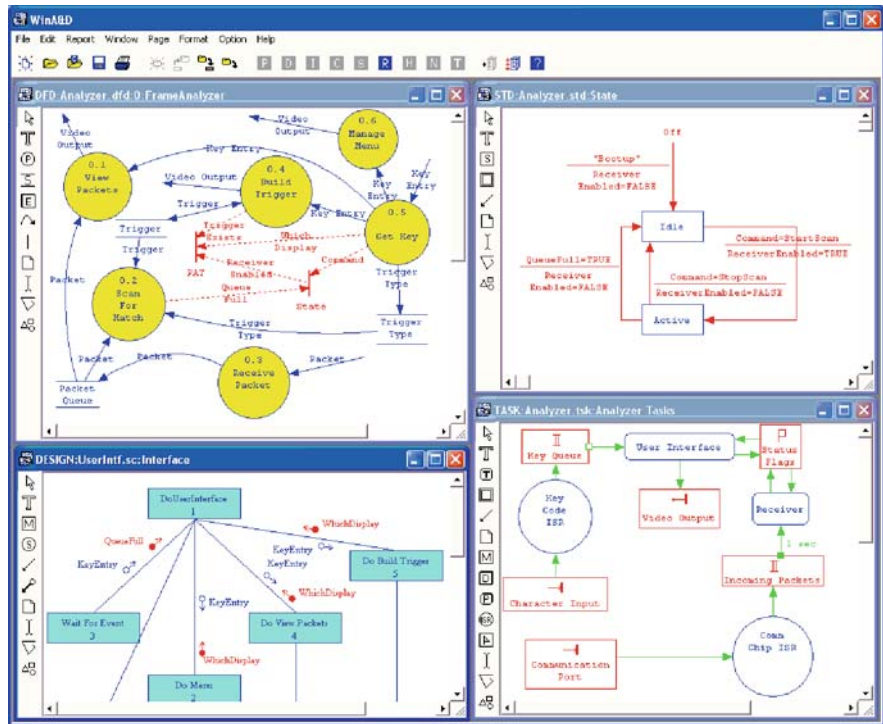 WinA&D
File Edit Report Window Page Format Option Help
P D I C S R H N T
DFD:Analyzer.dfd:0:FrameAnalyzer
Video
Output
0.1
View
Packets
Video
Output
0.6
Manage
Menu
Key Entry
Key
Entry
Key
Entry
Video Output
0.4
Build
Trigger
Trigger
Key
Entry
0.5
Get Key
Trigger
Trigger
Trigger
Exists
Which
Display
PAT
Receiver
Enabled
Command
Queue
Full
State
Trigger
Type
Trigger
Type
Packet
0.2
Scan
For
Match
Trigger
Type
Packet
Packet
0.3
Receive
Packet
Packet
Packet
Queue
STD:Analyzer.std:State
Off
"Bootup"
Receiver
Enabled=FALSE
Idle
QueueFull=TRUE
Receiver
Enabled=FALSE
Command=StartScan
ReceiverEnabled=TRUE
Command=StopScan
ReceiverEnabled=FALSE
Active
DESIGN:UserIntf.sc:Interface
DoUserInterface
1
QueueFull
KeyEntry
WhichDisplay
KeyEntry
KeyEntry
Do Build Trigger
5
KeyEntry
WhichDisplay
Wait For Event
3
Do View Packets
4
WhichDisplay
Do Menu
2
TASK:Analyzer.tsk:Analyzer Tasks
Key Queue
User Interface
Status
Flags
Key
Code
ISR
Video Output
Receiver
1 sec
Incoming Packets
Character Input
Communication
Port
Comm
Chip ISR